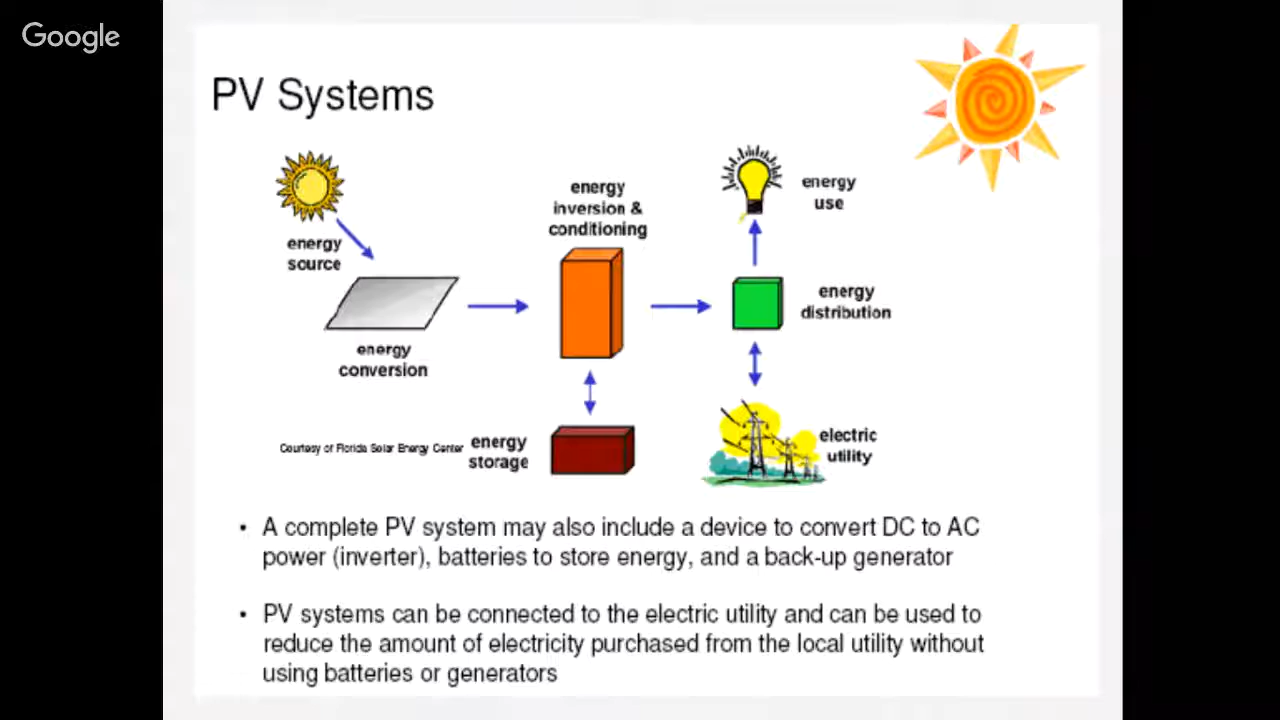 Google
PV Systems
energy
source
energy
conversion
energy
inversion &
conditioning
energy
use
energy
distribution
Courtesy of Florida Solar Energy Center
energy
storage
electric
utility
• A complete PV system may also include a device to convert DC to AC
power (inverter), batteries to store energy, and a back-up generator
• PV systems can be connected to the electric utility and can be used to
reduce the amount of electricity purchased from the local utility without
using batteries or generators